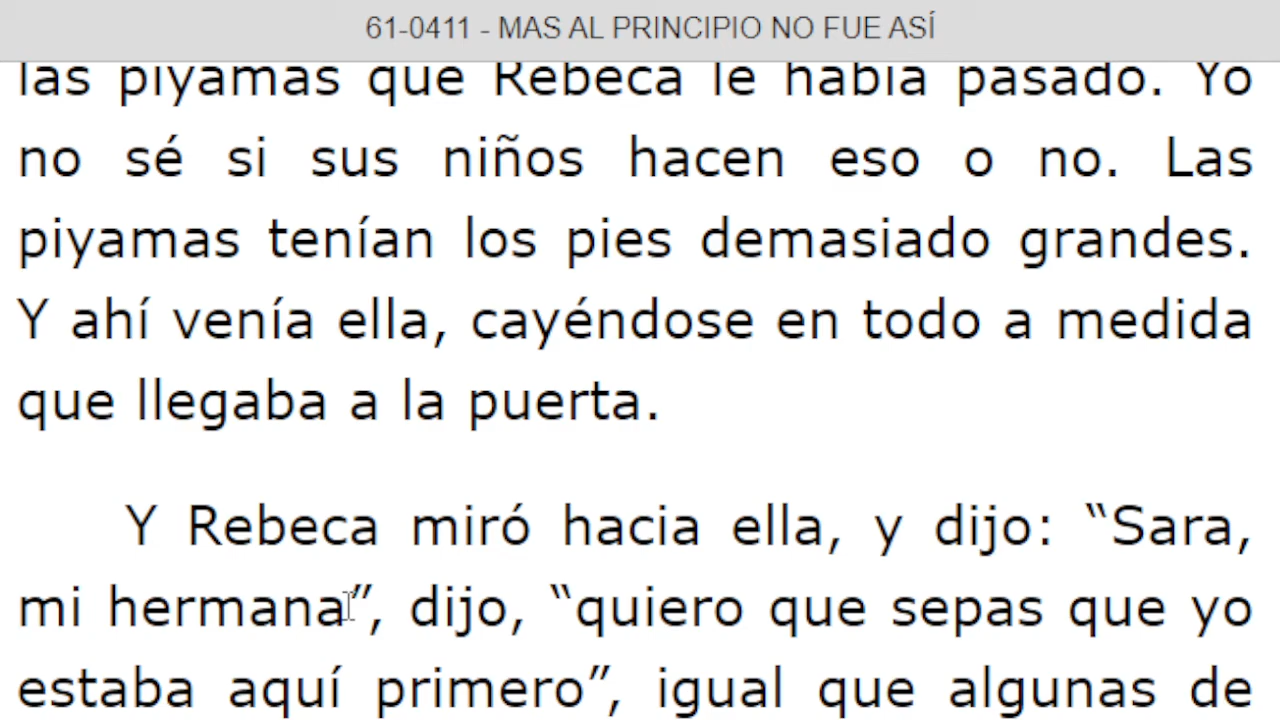 61-0411 - MAS AL PRINCIPIO NO FUE ASÍ
las piyamas que Rebeca le había pasado. Yo
no sé si sus niños hacen eso o no. Las
piyamas tenían los pies demasiado grandes.
Y ahí venía ella, cayéndose en todo a medida
que llegaba a la puerta.
Y Rebeca miró hacia ella, y dijo: “Sara,
mi hermana”, dijo, “quiero que sepas que yo
estaba aquí primero”, igual que algunas de